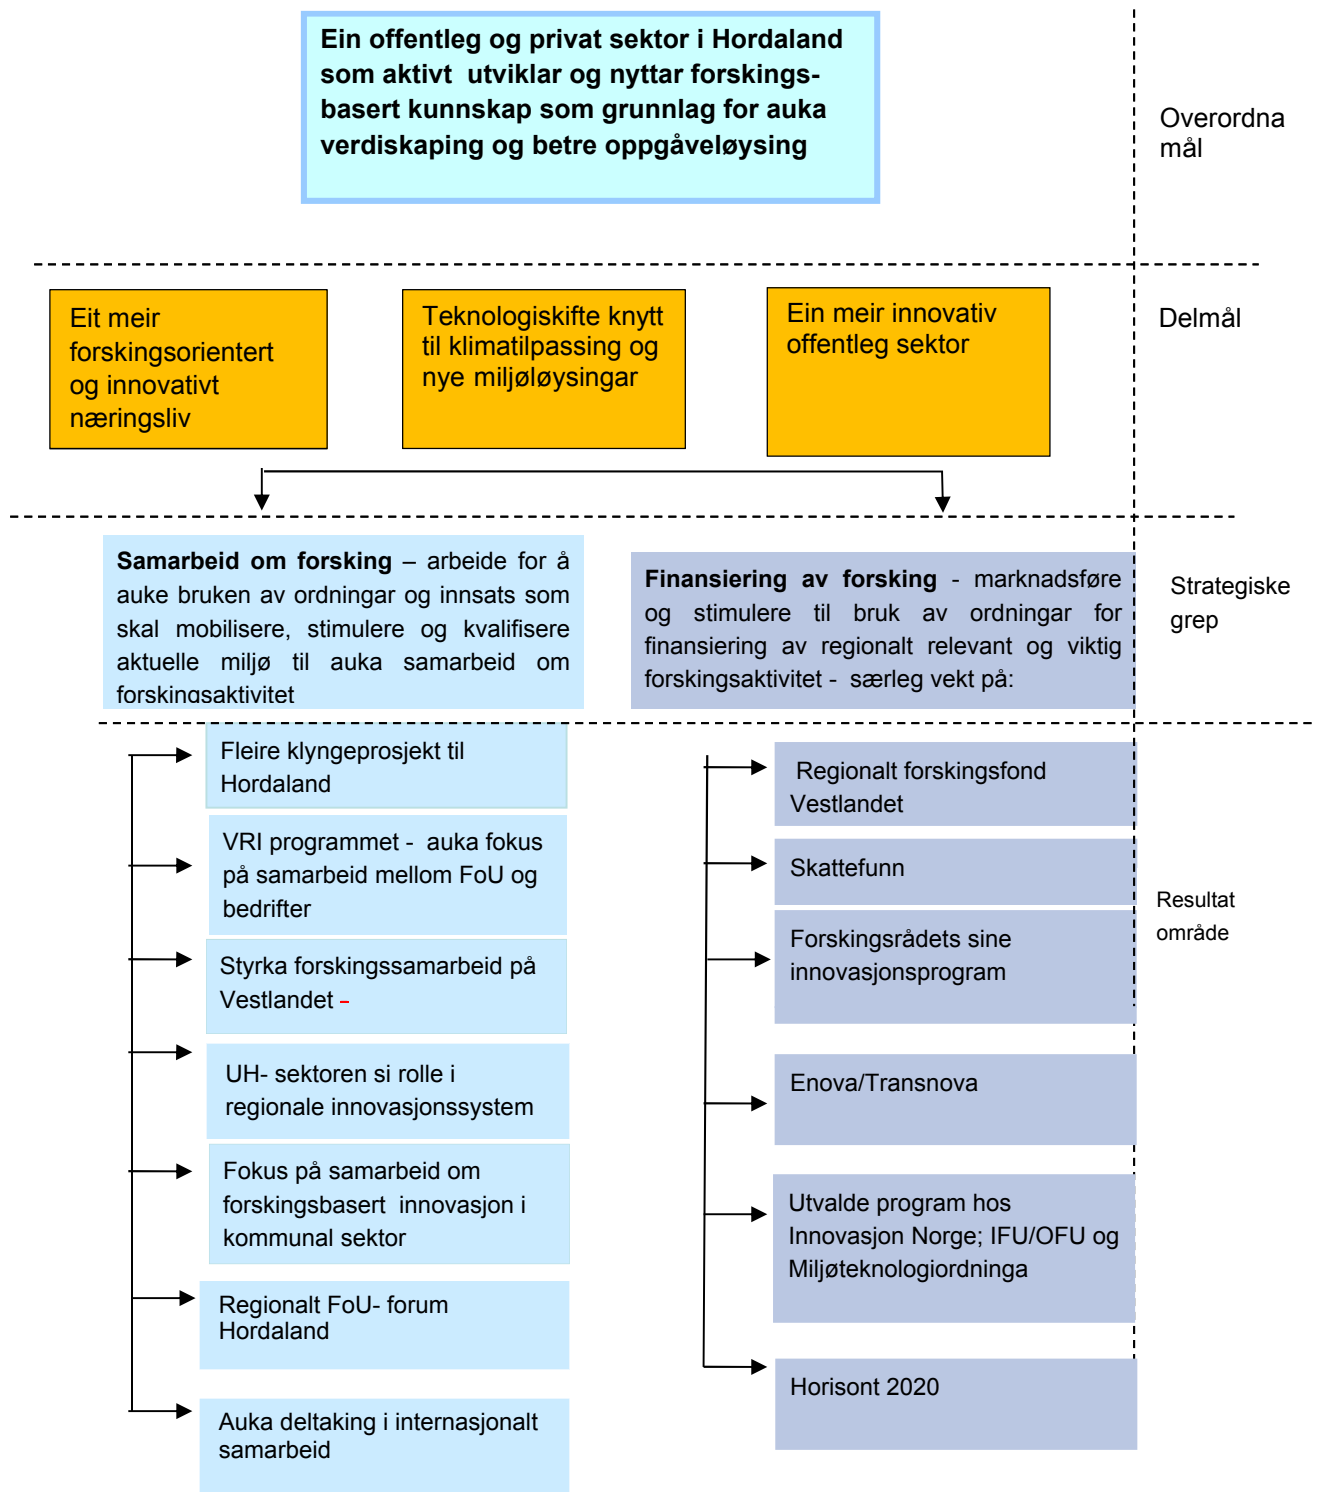 Ein offentleg og privat sektor i Hordaland
som aktivt utviklar og nyttar forskings-
basert kunnskap som grunnlag for auka
verdiskaping og betre oppgåveløysing
Overordna
mål
Eit meir
forskingsorientert
og innovativt
næringsliv
Teknologiskifte knytt
til klimatilpassing og
nye miljøløysingar
Ein meir innovativ
offentleg sektor
Delmål
Samarbeid om forsking – arbeide for å
auke bruken av ordningar og innsats som
skal mobilisere, stimulere og kvalifisere
aktuelle miljø til auka samarbeid om
forskingsaktivitet
Finansiering av forsking - marknadsføre
og stimulere til bruk av ordningar for
finansiering av regionalt relevant og viktig
forskingsaktivitet - særleg vekt på:
Strategiske
grep
Fleire klyngeprosjekt til
Hordaland
VRI programmet - auka fokus
på samarbeid mellom FoU og
bedrifter
Styrka forskingssamarbeid på
Vestlandet -
UH- sektoren si rolle i
regionale innovasjonssystem
Fokus på samarbeid om
forskingsbasert innovasjon i
kommunal sektor
Regionalt FoU- forum
Hordaland
Auka deltaking i internasjonalt
samarbeid
Regionalt forskingsfond
Vestlandet
Skattefunn
Forskingsrådets sine
innovasjonsprogram
Enova/Transnova
Utvalde program hos
Innovasjon Norge; IFU/OFU og
Miljøteknologiordninga
Horisont 2020
Resultat
område